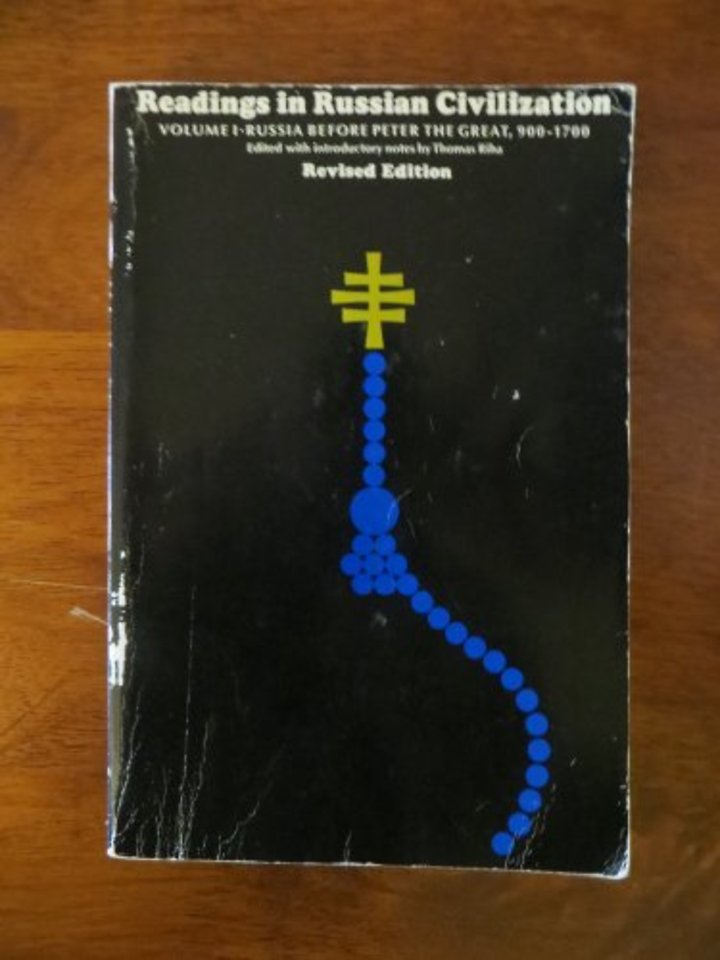 Readings in Russian Civilization
VOLUME I·RUSSIA BEFORE PETER THE GREAT, 900-1700
Edited with introductory notes by Thomas Riha
Revised Edition